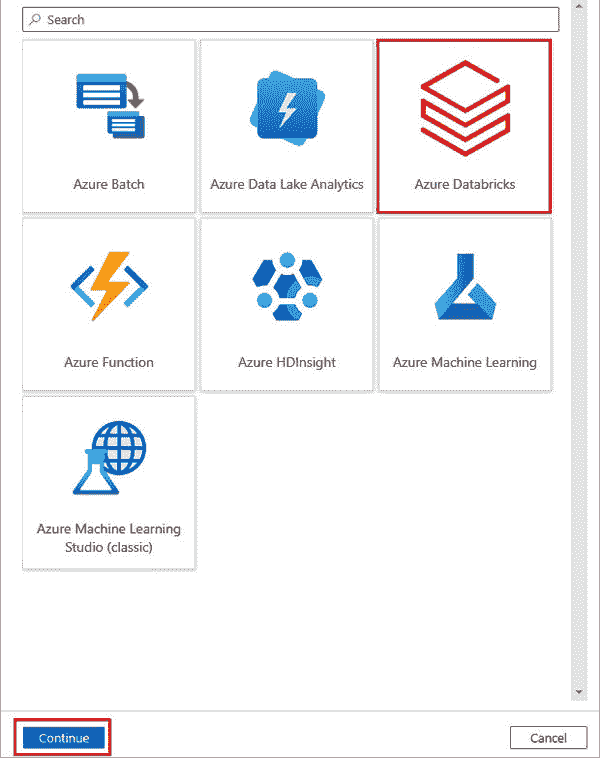 Search
Azure Batch
Azure Data Lake Analytics
Azure Databricks
Azure Function
Azure HDInsight
Azure Machine Learning
Azure Machine Learning
Studio (classic)
Continue
Cancel